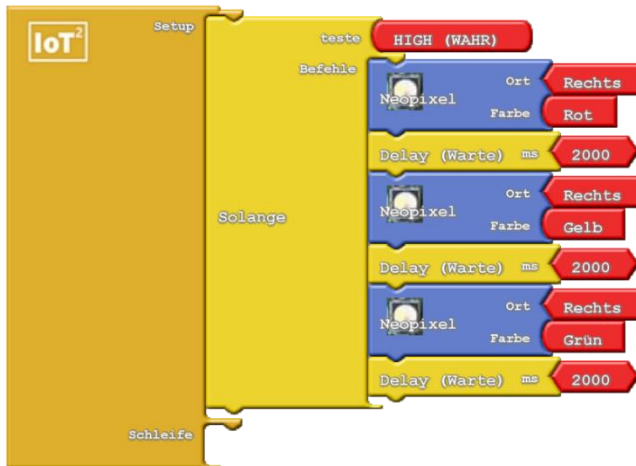 IoT²
Setup
teste HIGH (WAHR)
Befehle
Neopixel Ort Rechts
Farbe Rot
Delay (Warte) ms 2000
Neopixel Ort Rechts
Farbe Gelb
Solange
Delay (Warte) ms 2000
Neopixel Ort Rechts
Farbe Grün
Delay (Warte) ms 2000
Schleife